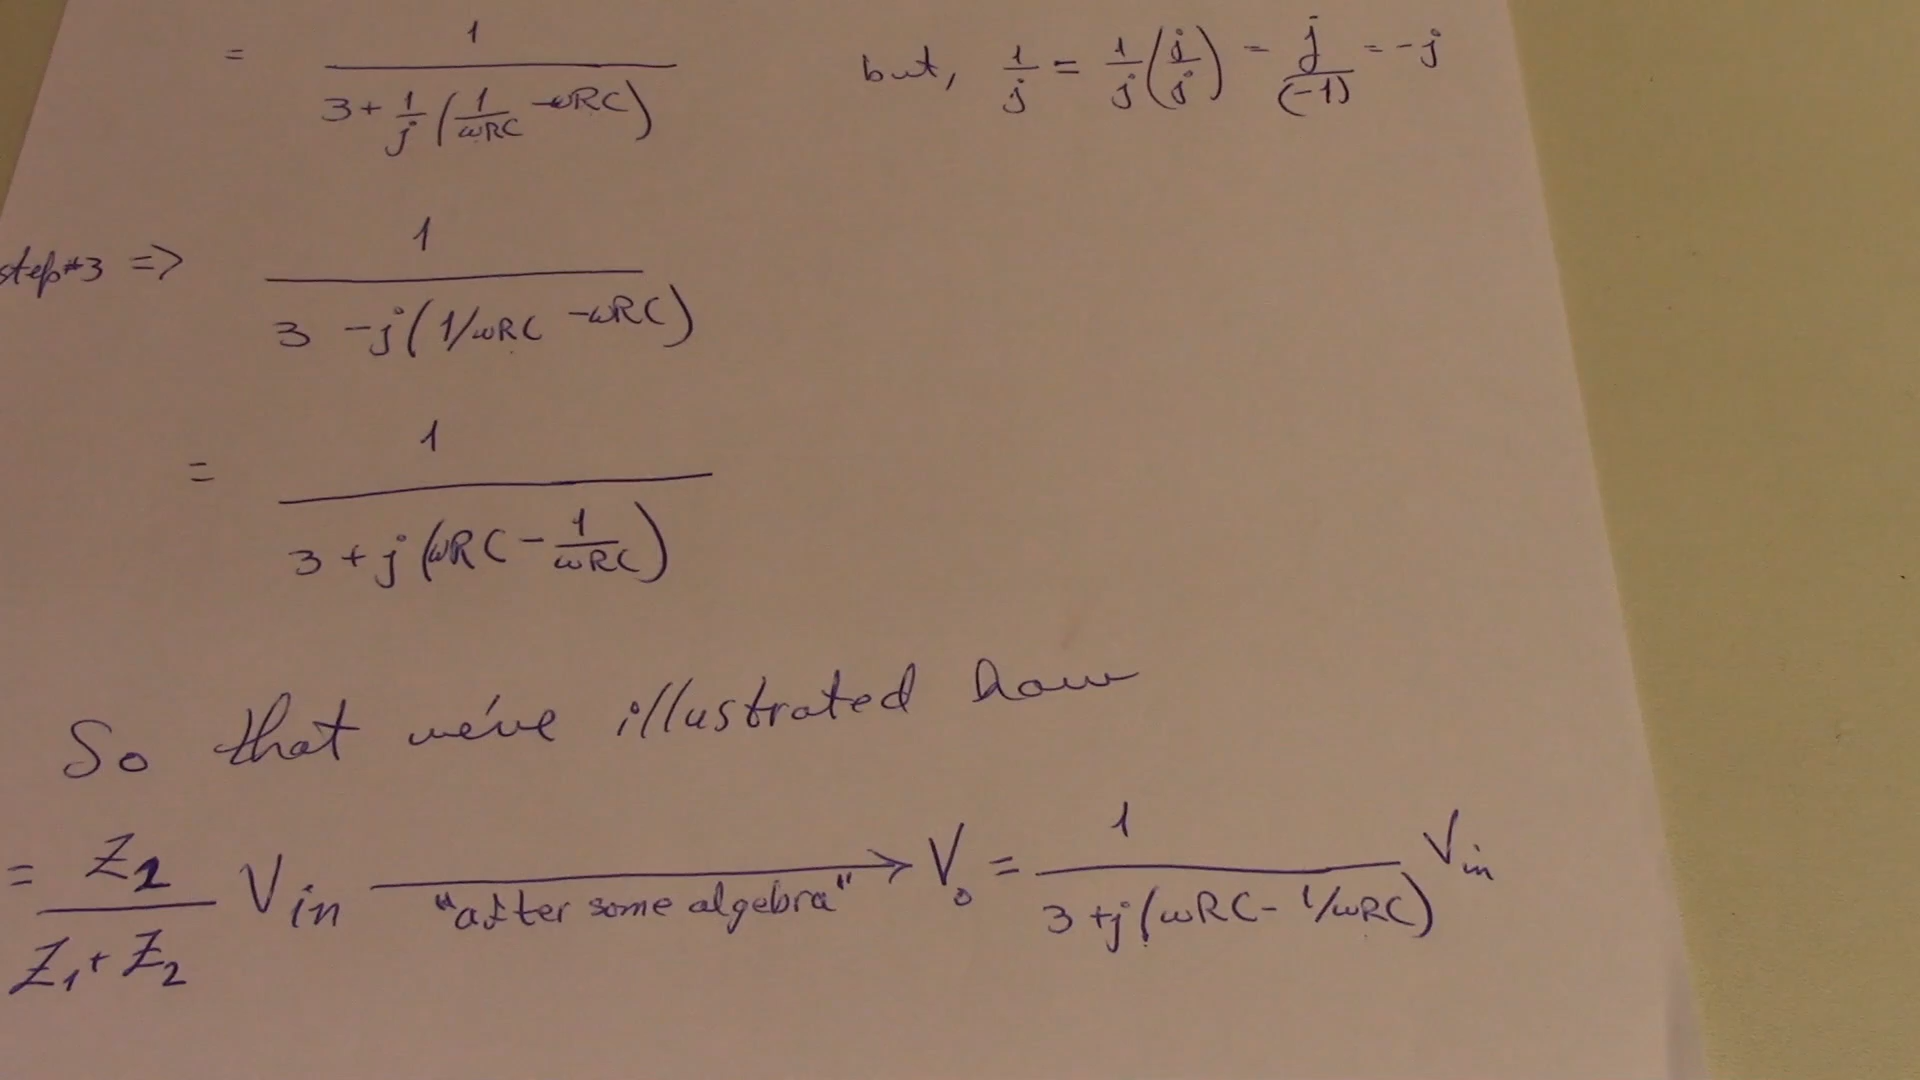 = 1 / (3 + 1/j (1/ωRC - ωRC)) but, 1/j = 1/j (j/j) = j/(-1) = -j
step#3 => 1 / (3 - j(1/ωRC - ωRC))
= 1 / (3 + j(ωRC - 1/ωRC))
So that we've illustrated how
= Z2 / (Z1 + Z2) Vin "after some algebra" → Vo = 1 / (3 + j(ωRC - 1/ωRC)) Vin